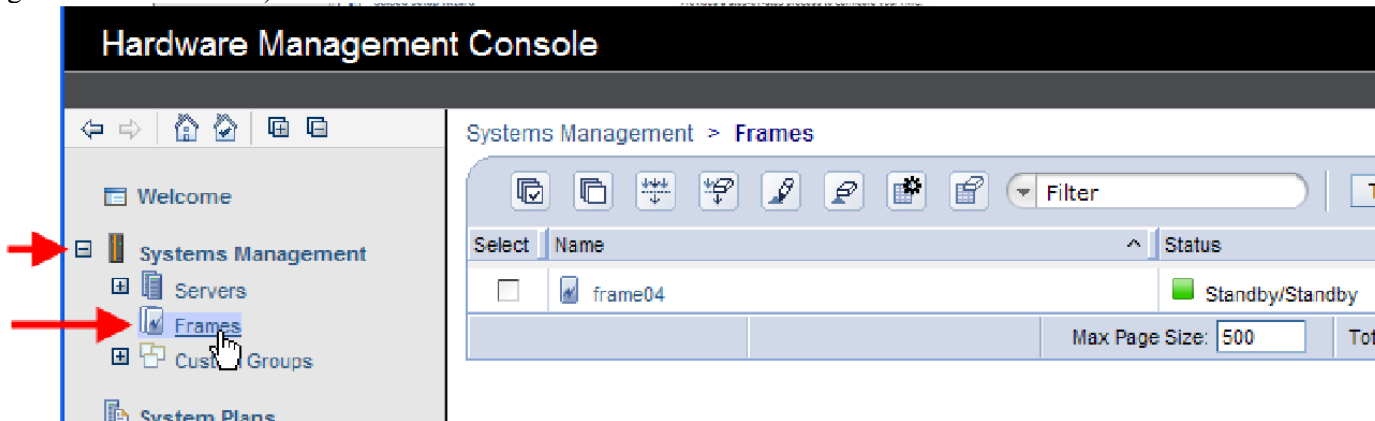 Hardware Management Console
Systems Management > Frames
Welcome
Filter
Systems Management
Select Name Status
Servers
frame04 Standby/Standby
Frames
Max Page Size: 500 Tot
Custom Groups
System Plans